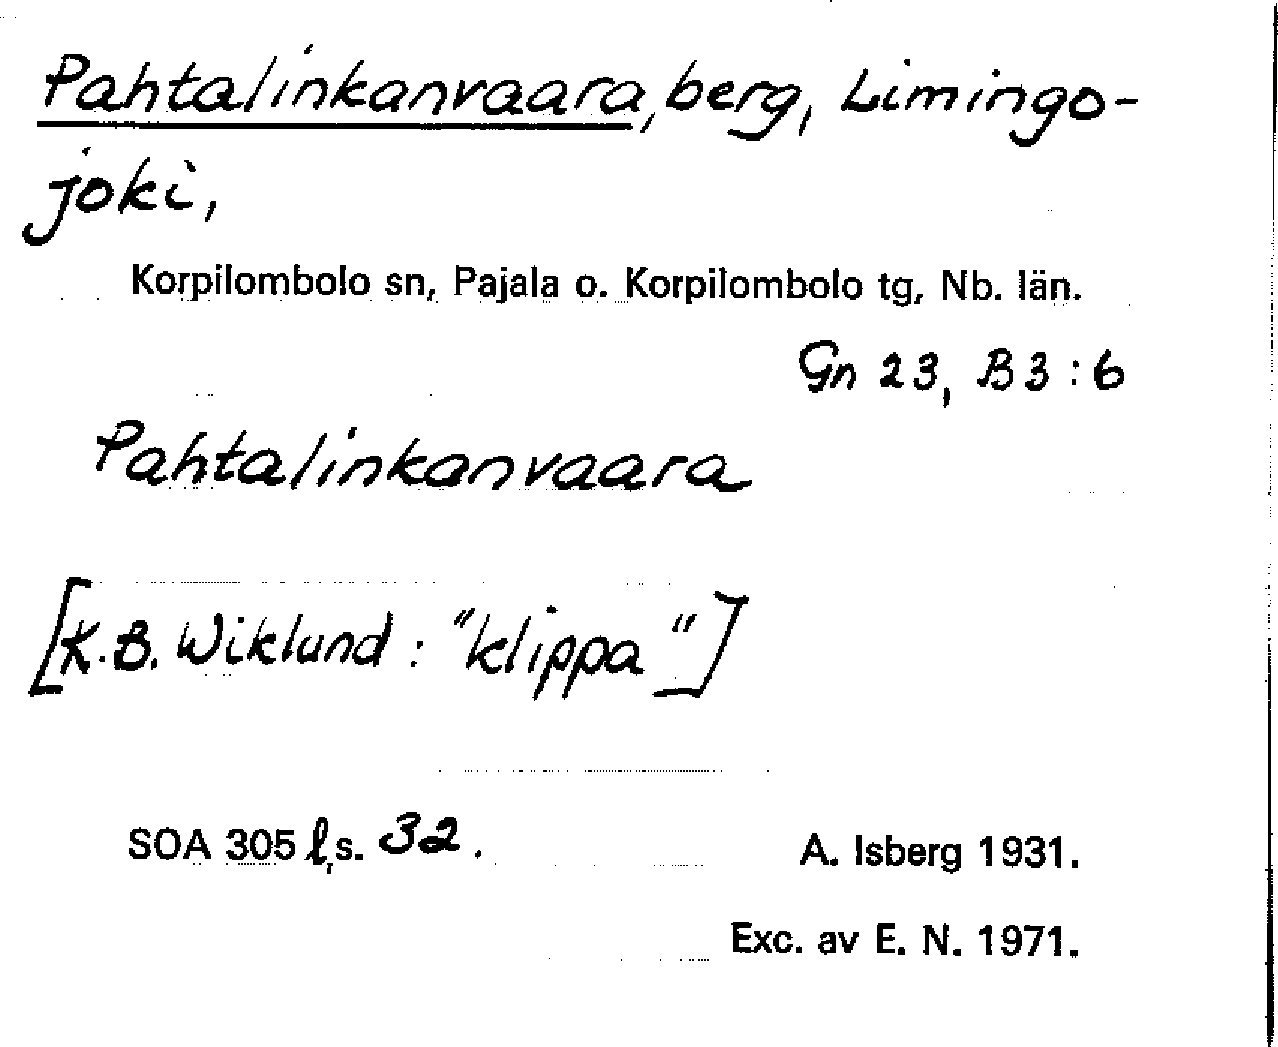 Pahtalinkanvaara, berg, Limingo-
joki,
Korpilombolo sn, Pajala o. Korpilombolo tg, Nb. län.
Gn 23, B3:6
Pahtalinkanvaara
[K.B. Wiklund: "klippa"]
SOA 305 l, s. 32. A. Isberg 1931.
Exc. av E. N. 1971.